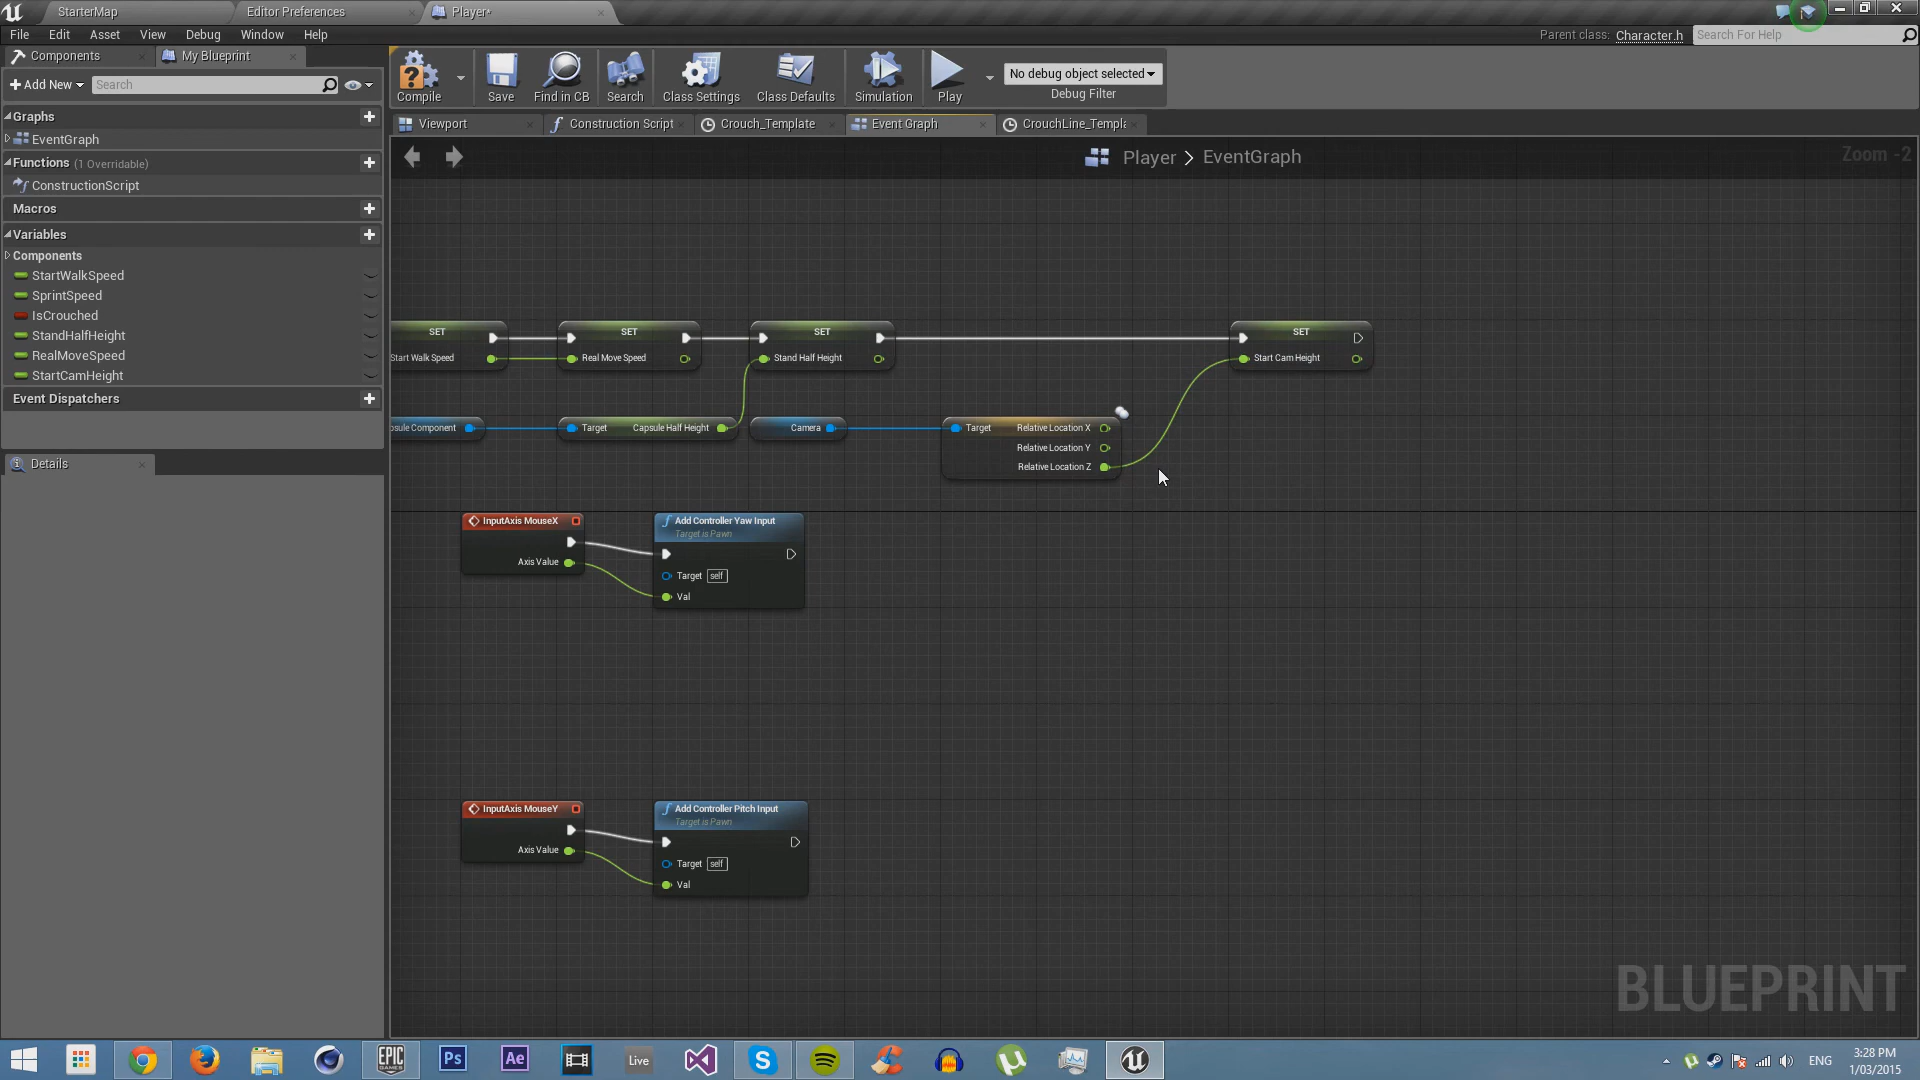 StarterMap
Editor Preferences
Player*
File Edit Asset View Debug Window Help
Parent class: Character.h
Search For Help
Components
My Blueprint
Add New
Search
Compile
Save
Find in CB
Search
Class Settings
Class Defaults
Simulation
Play
No debug object selected
Debug Filter
Graphs
EventGraph
Functions (1 Overridable)
ConstructionScript
Macros
Variables
Components
StartWalkSpeed
SprintSpeed
IsCrouched
StandHalfHeight
RealMoveSpeed
StartCamHeight
Event Dispatchers
Details
Viewport
Construction Script
Crouch_Template
Event Graph
CrouchLine_Templa
Player > EventGraph
Zoom -2
SET
Start Walk Speed
SET
Real Move Speed
SET
Stand Half Height
SET
Start Cam Height
psule Component
Target Capsule Half Height
Camera
Target Relative Location X
Relative Location Y
Relative Location Z
InputAxis MouseX
Axis Value
Add Controller Yaw Input
Target is Pawn
Target self
Val
InputAxis MouseY
Axis Value
Add Controller Pitch Input
Target is Pawn
Target self
Val
BLUEPRINT
EPIC
GAMES
Ps
Ae
Live
ENG
3:28 PM
1/03/2015